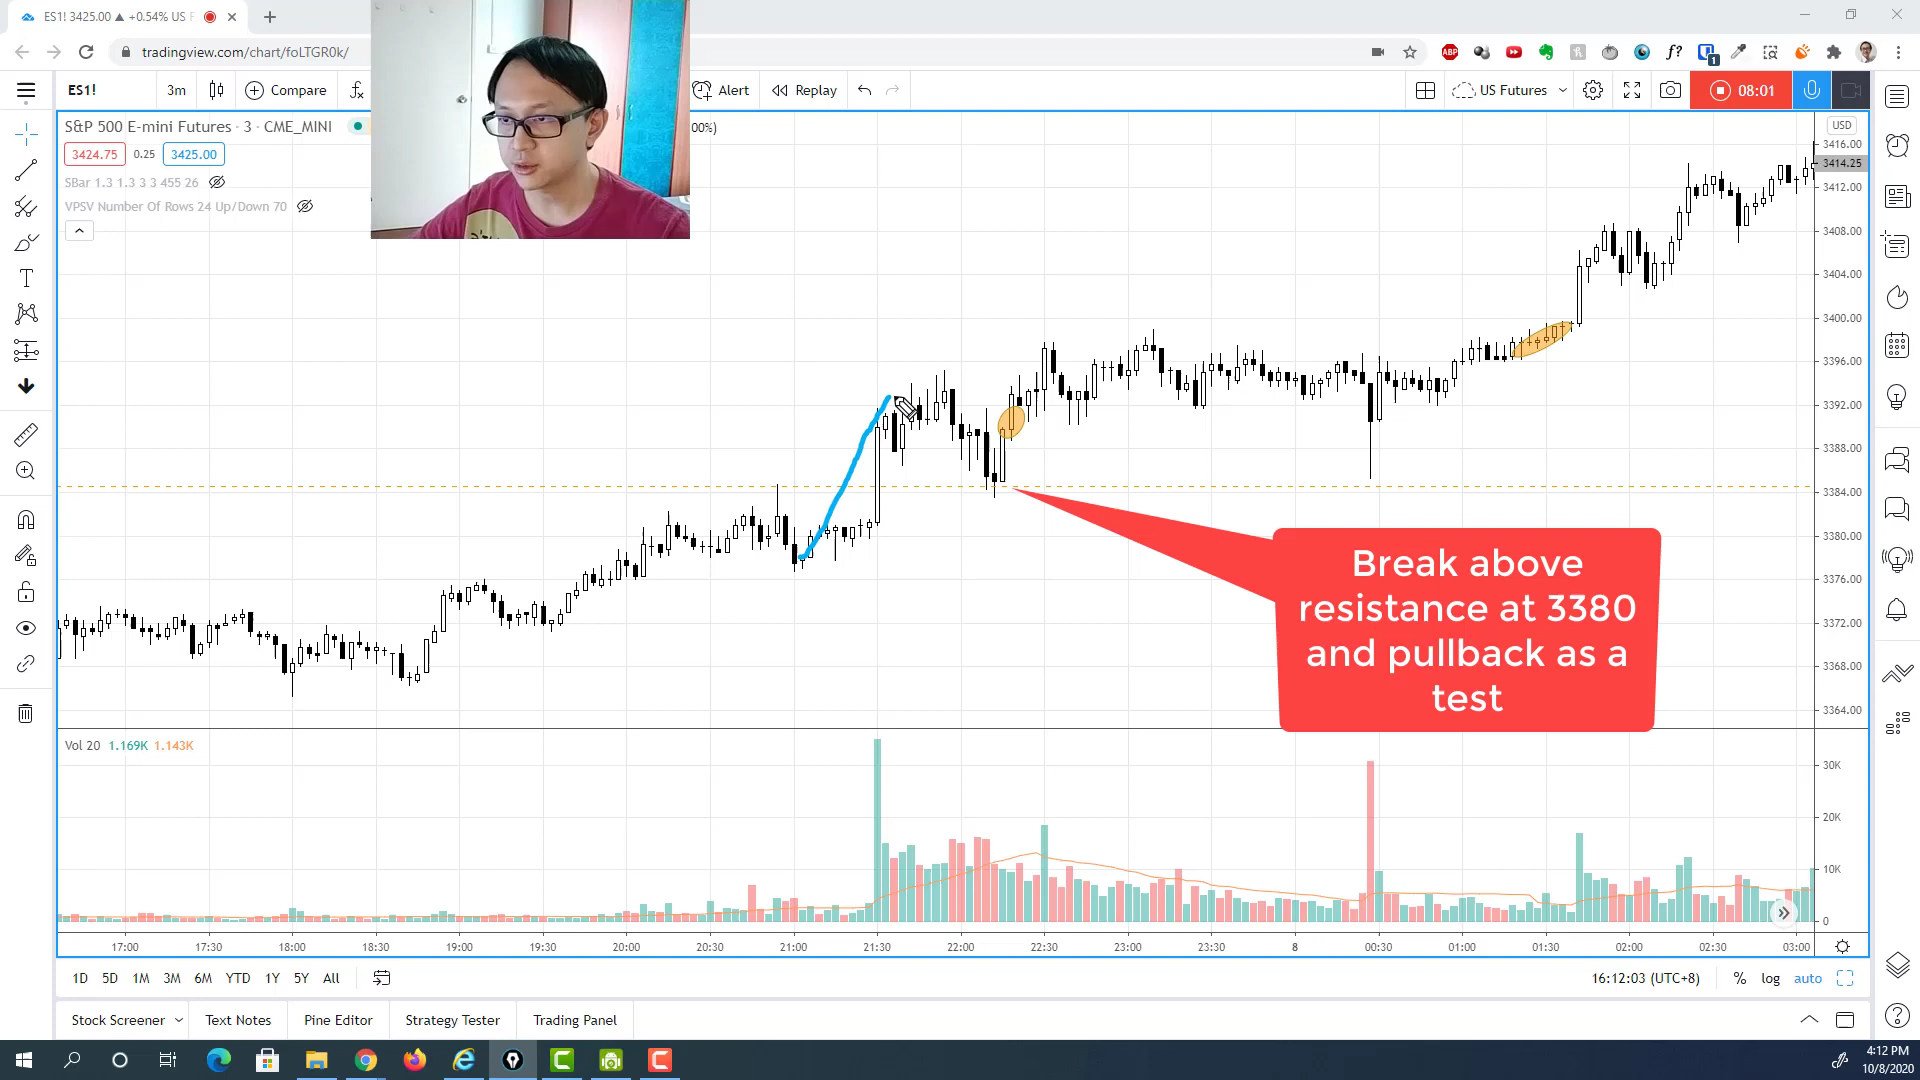 ES1! 3425.00 ▲ +0.54% US F
tradingview.com/chart/foLTGR0k/
ABP
f?
1
ES1!
3m
Compare
Alert
Replay
US Futures
08:01
S&P 500 E-mini Futures · 3 · CME_MINI
00%)
3424.75 0.25 3425.00
SBar 1.3 1.3 3 3 455 26
VPSV Number Of Rows 24 Up/Down 70
USD
3416.00
3414.25
3412.00
3408.00
3404.00
3400.00
3396.00
3392.00
3388.00
3384.00
3380.00
3376.00
3372.00
3368.00
3364.00
Break above
resistance at 3380
and pullback as a
test
Vol 20 1.169K 1.143K
30K
20K
10K
0
17:00 17:30 18:00 18:30 19:00 19:30 20:00 20:30 21:00 21:30 22:00 22:30 23:00 23:30 8 00:30 01:00 01:30 02:00 02:30 03:00
1D 5D 1M 3M 6M YTD 1Y 5Y All
16:12:03 (UTC+8) % log auto
Stock Screener Text Notes Pine Editor Strategy Tester Trading Panel
4:12 PM
10/8/2020